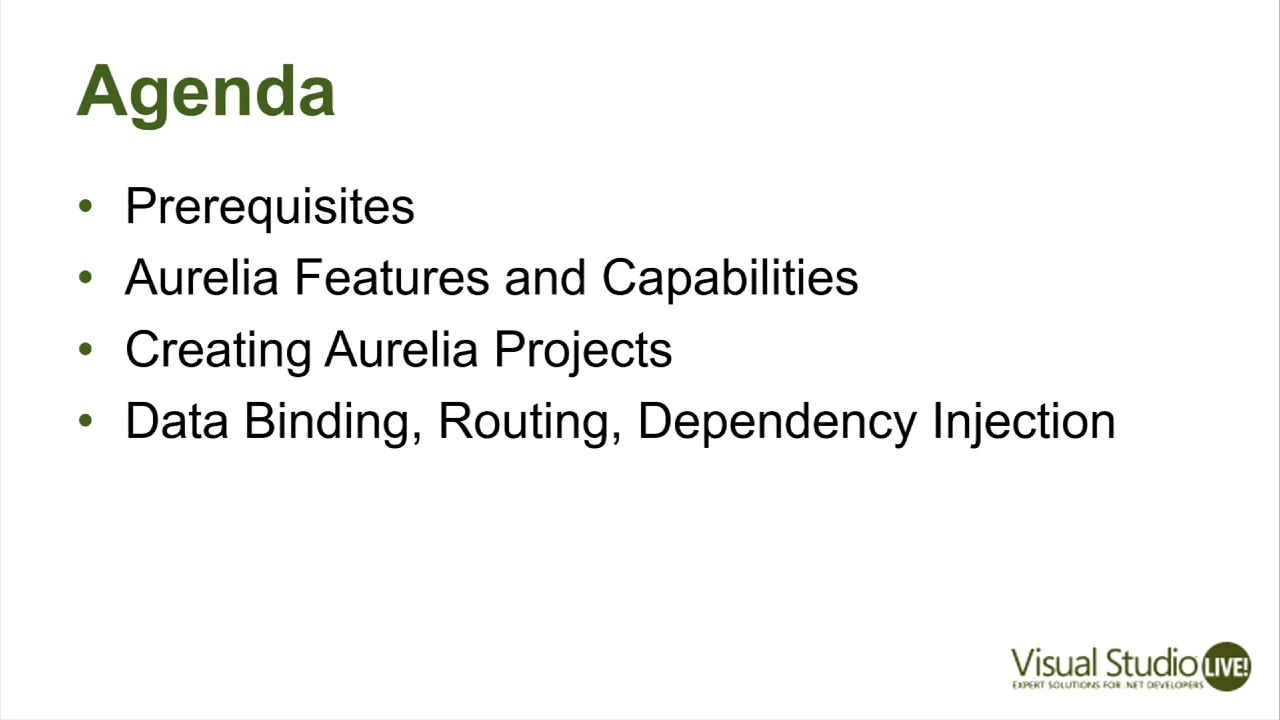 Agenda
• Prerequisites
• Aurelia Features and Capabilities
• Creating Aurelia Projects
• Data Binding, Routing, Dependency Injection
Visual Studio LIVE!
EXPERT SOLUTIONS FOR .NET DEVELOPERS